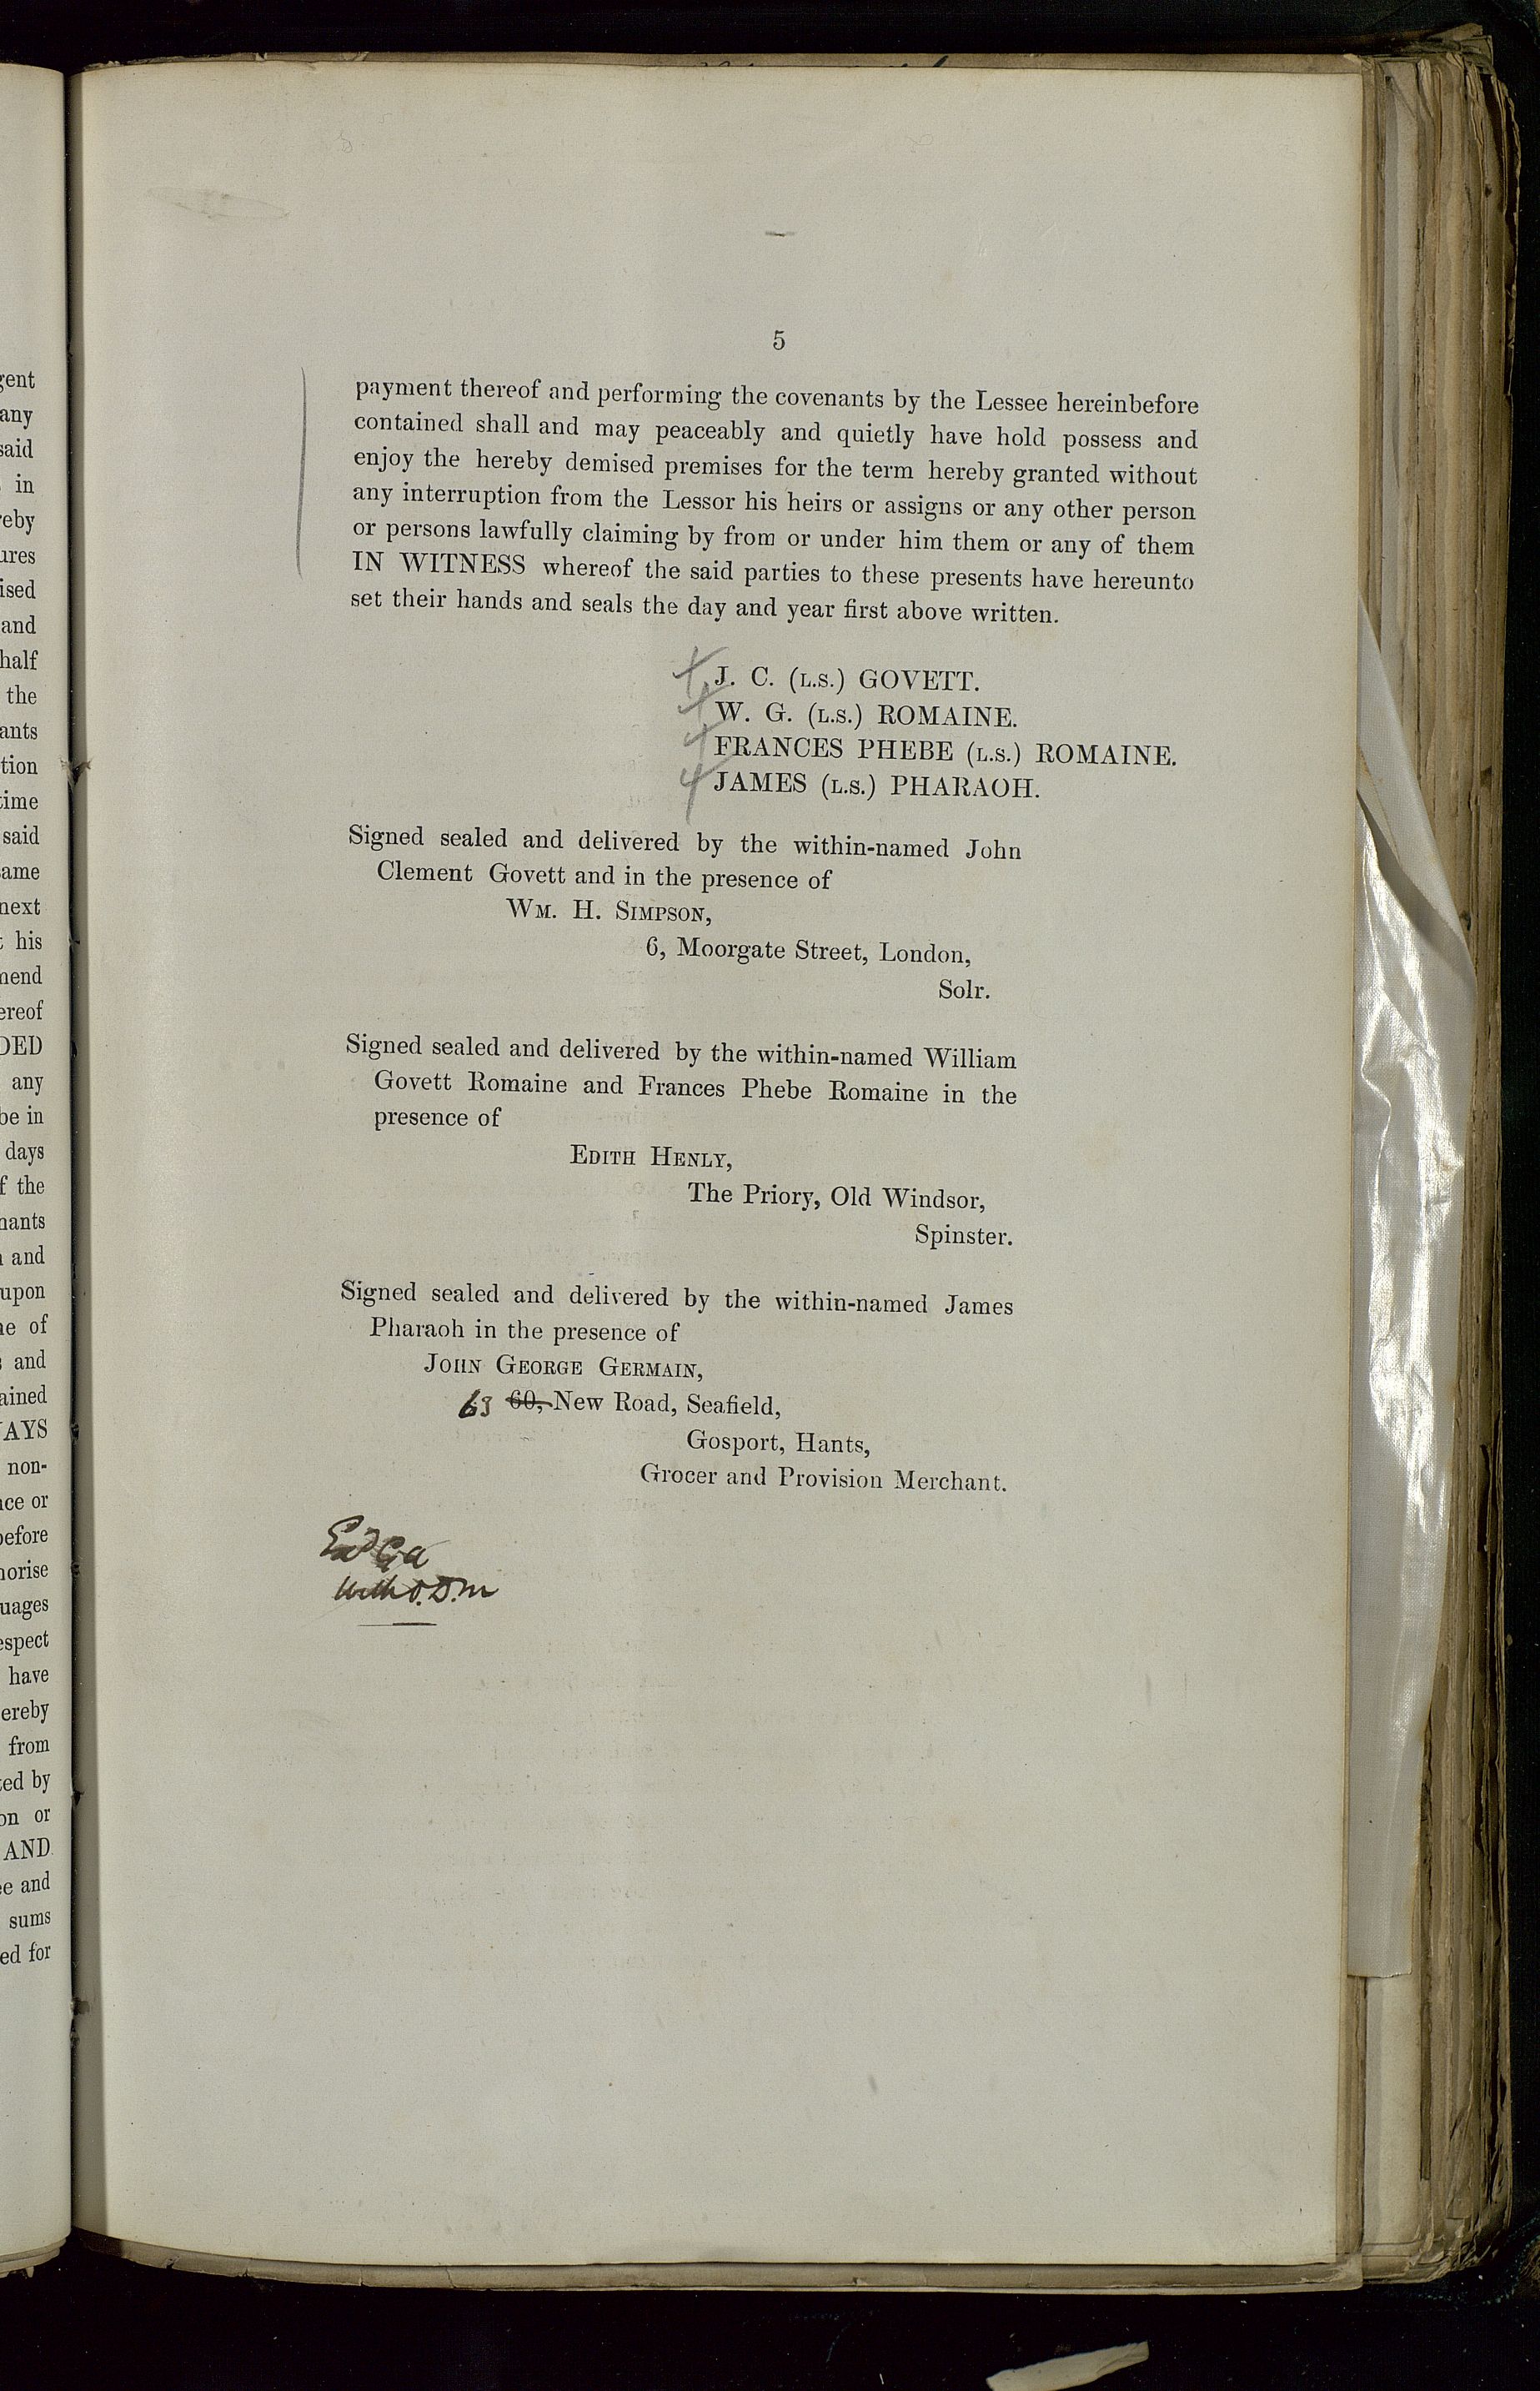 5
payment thereof and performing the covenants by the Lessee hereinbefore
contained shall and may peaceably and quietly have hold possess and
enjoy the hereby demised premises for the term hereby granted without
any interruption from the Lessor his heirs or assigns or any other person
or persons lawfully claiming by from or under him them or any of them
IN WITNESS whereof the said parties to these presents have hereunto
set their hands and seals the day and year first above written.
J. C. (L.S.) GOVETT.
W. G. (L.S.) ROMAINE.
FRANCES PHEBE (L.S.) ROMAINE.
JAMES (L.S.) PHARAOH.
Signed sealed and delivered by the within-named John
Clement Govett and in the presence of
WM. H. SIMPSON,
6, Moorgate Street, London,
Solr.
Signed sealed and delivered by the within-named William
Govett Romaine and Frances Phebe Romaine in the
presence of
EDITH HENLY,
The Priory, Old Windsor,
Spinster.
Signed sealed and delivered by the within-named James
Pharaoh in the presence of
JOHN GEORGE GERMAIN,
63 60, New Road, Seafield,
Gosport, Hants,
Grocer and Provision Merchant.